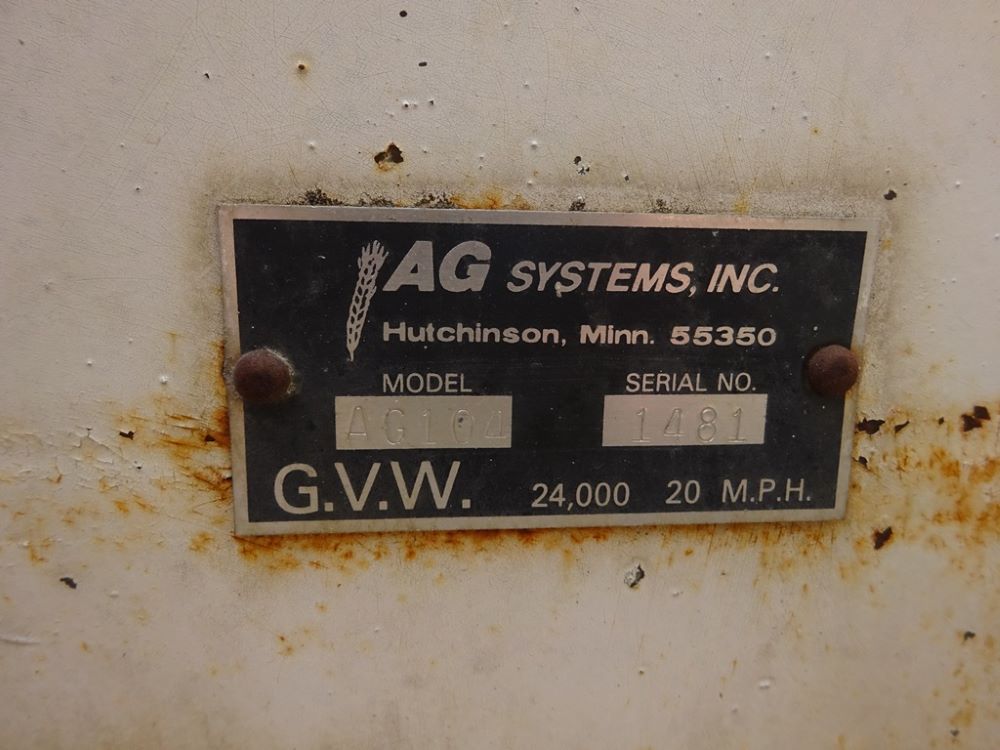 AG SYSTEMS, INC.
Hutchinson, Minn. 55350
MODEL SERIAL NO.
AG104 1481
G.V.W. 24,000 20 M.P.H.